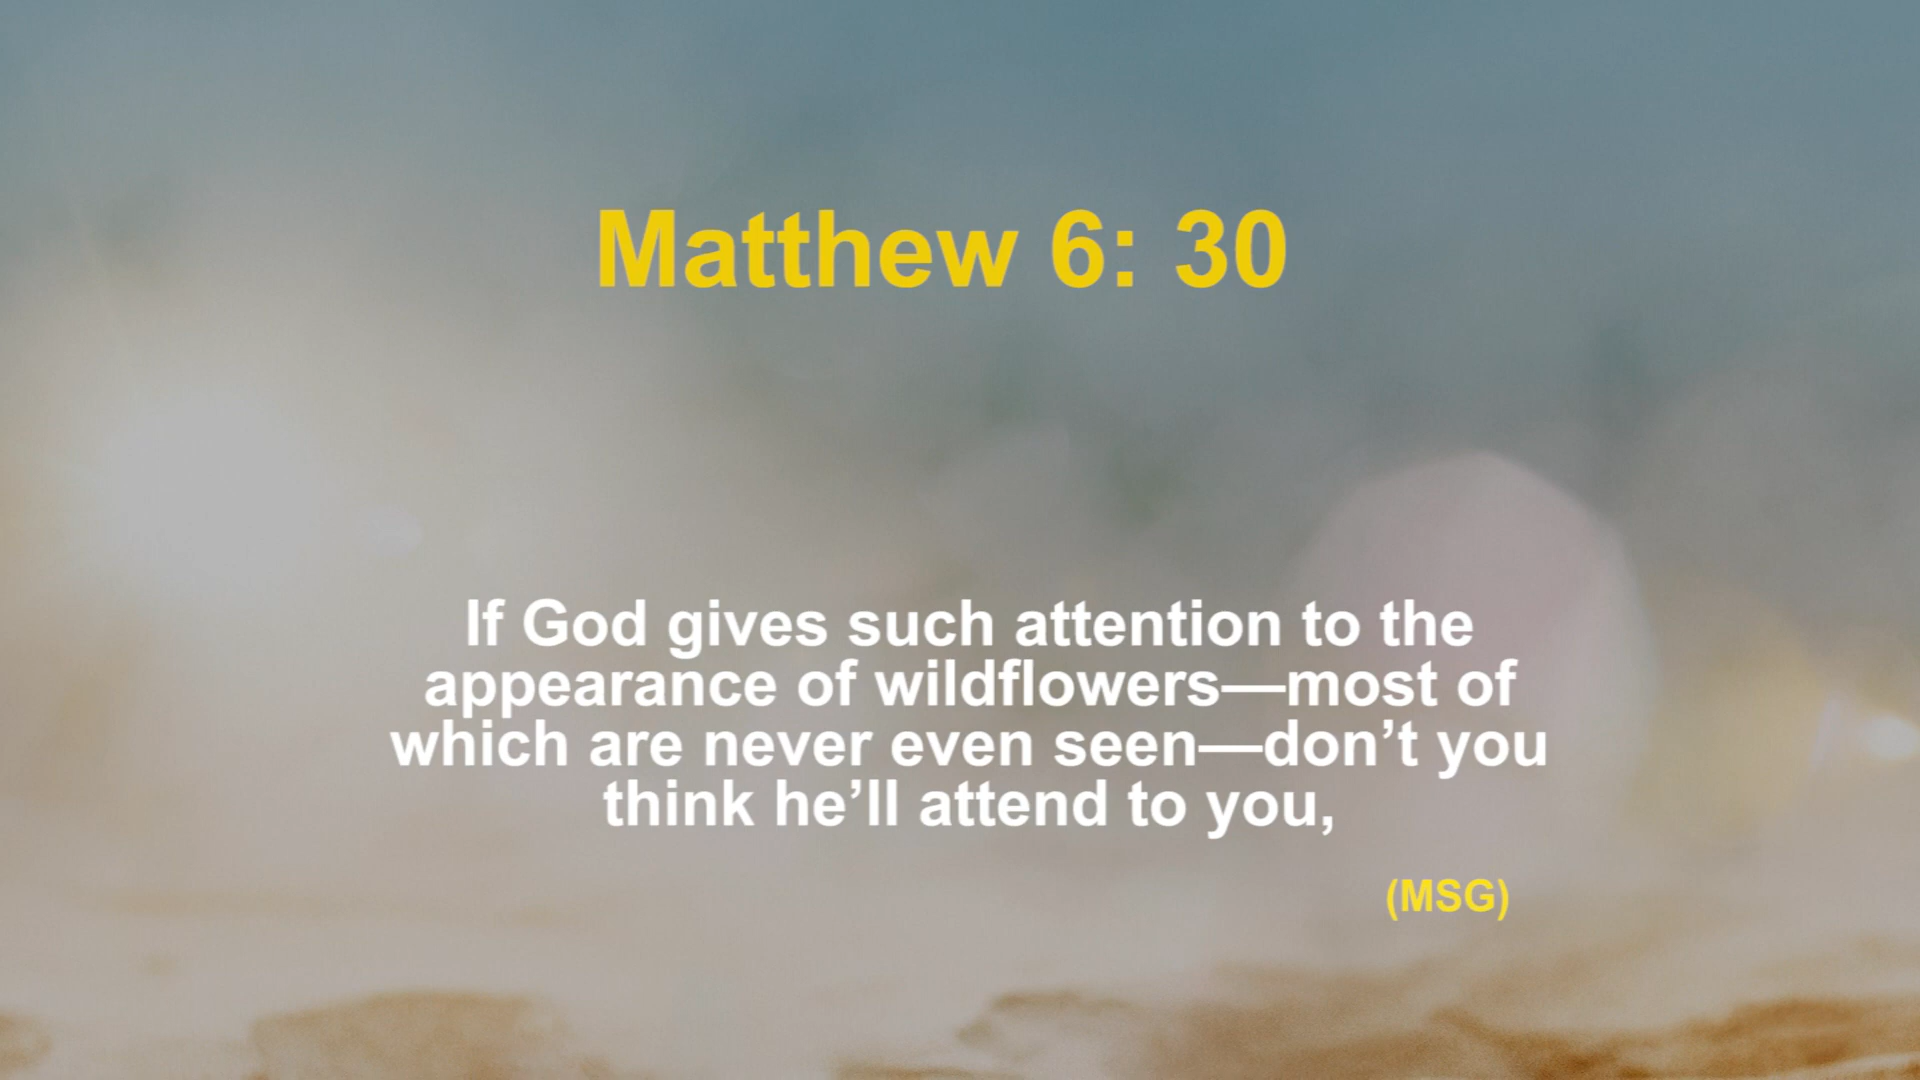 Matthew 6: 30
If God gives such attention to the
appearance of wildflowers—most of
which are never even seen—don’t you
think he’ll attend to you,
(MSG)